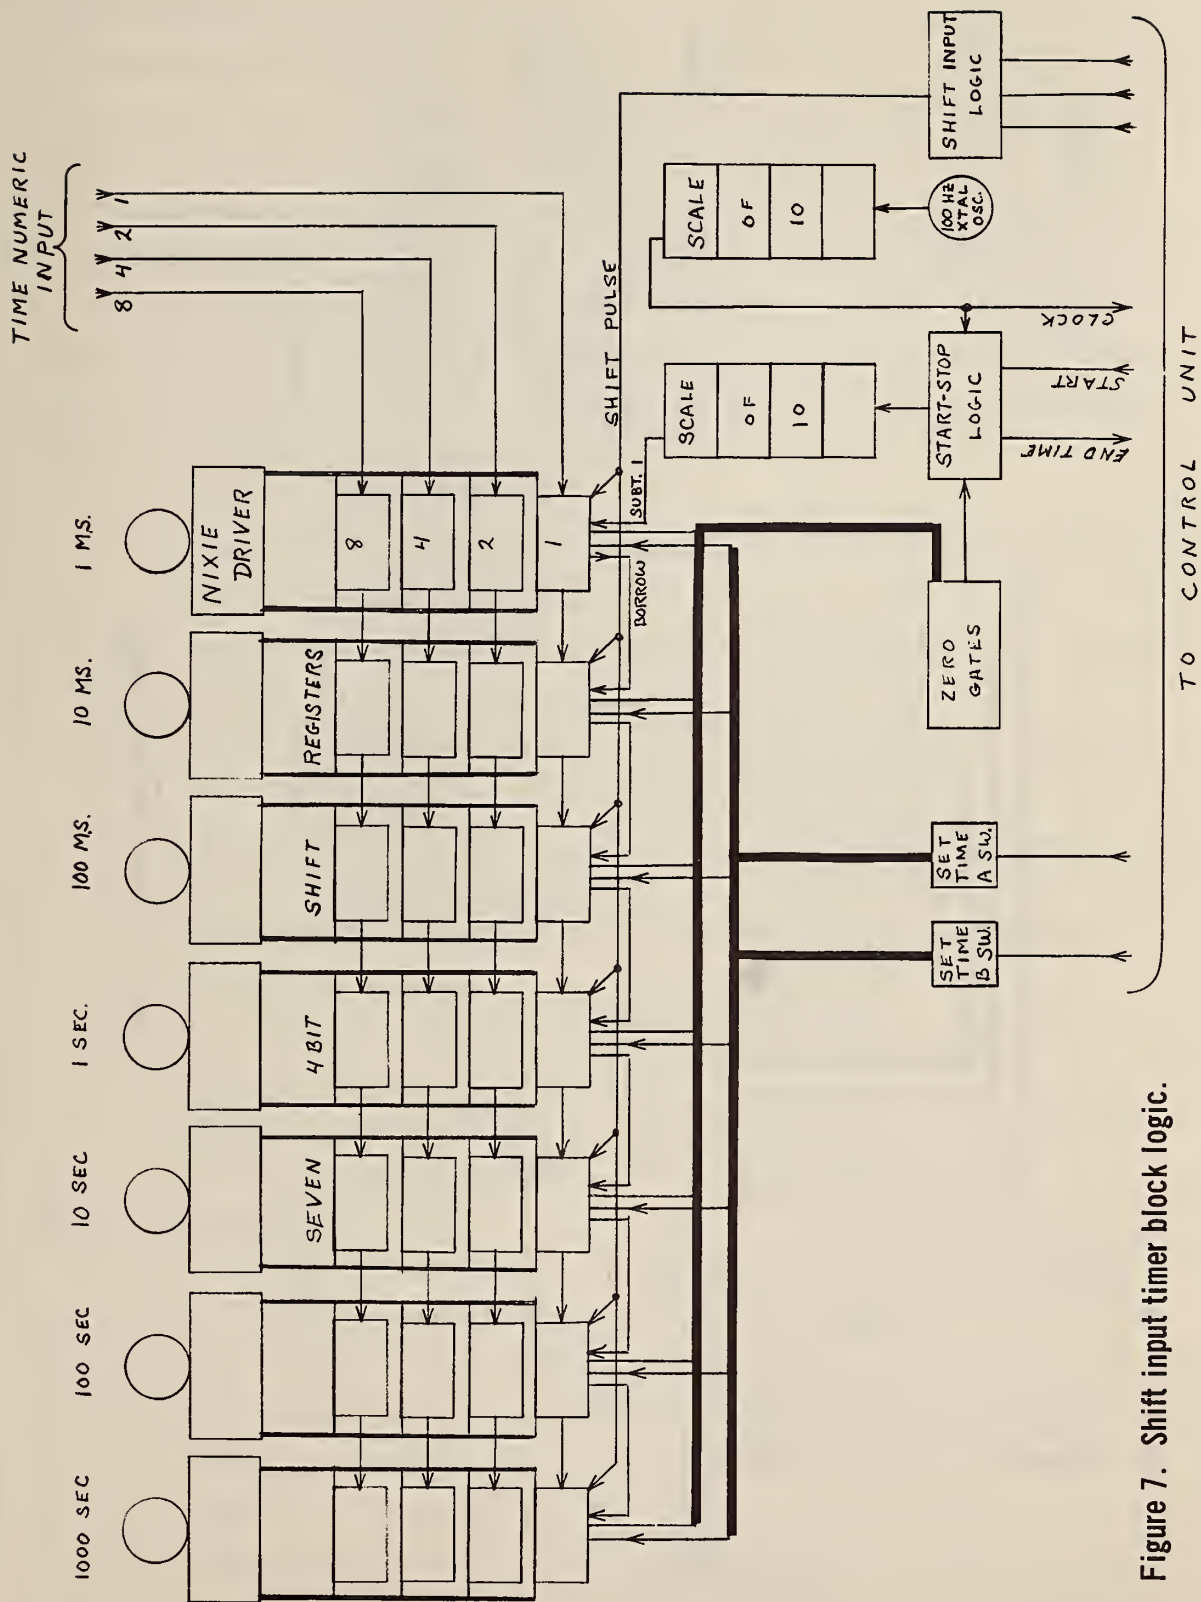 TIME NUMERIC
INPUT
8
4
2
1
1000 SEC
100 SEC
10 SEC
1 SEC.
100 M.S.
10 MS.
1 M.S.
NIXIE
DRIVER
SEVEN
4 BIT
SHIFT
REGISTERS
8
4
2
1
SHIFT PULSE
SUBT. 1
BORROW
SCALE
OF
10
SCALE
OF
10
100 HZ
XTAL
OSC.
SHIFT INPUT
LOGIC
START-STOP
LOGIC
ZERO
GATES
SET
TIME
A SW.
SET
TIME
B SW.
CLOCK
START
END TIME
TO CONTROL UNIT
Figure 7. Shift input timer block logic.